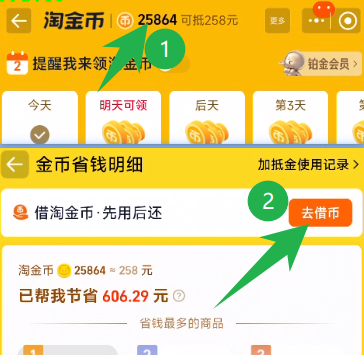 淘金币 25864 可抵258元 更多
1
2 提醒我来领淘金币
铂金会员 >
今天 明天可领 后天 第3天
金币省钱明细 加抵金使用记录 >
2
借淘金币·先用后还 去借币
淘金币 25864 ≈ 258 元
已帮我节省 606.29 元 ?
省钱最多的商品
1 2 3